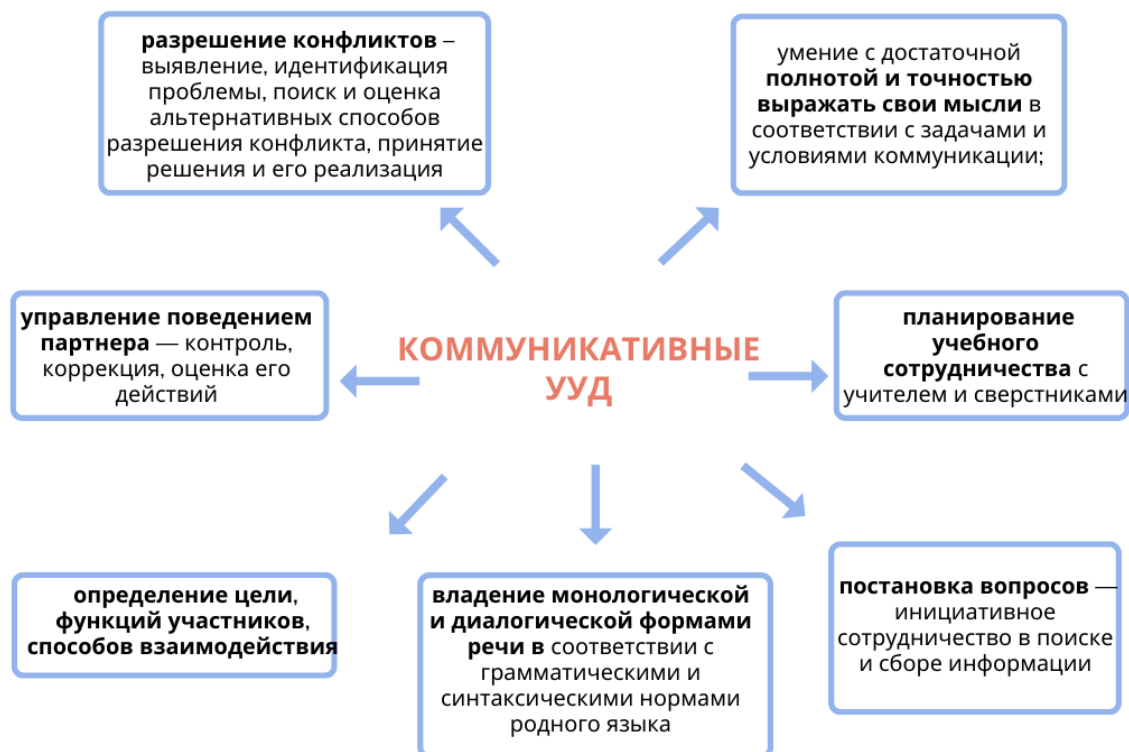 разрешение конфликтов –
выявление, идентификация
проблемы, поиск и оценка
альтернативных способов
разрешения конфликта, принятие
решения и его реализация
умение с достаточной
полнотой и точностью
выражать свои мысли в
соответствии с задачами и
условиями коммуникации;
управление поведением
партнера — контроль,
коррекция, оценка его
действий
КОММУНИКАТИВНЫЕ
УУД
планирование
учебного
сотрудничества с
учителем и сверстниками
определение цели,
функций участников,
способов взаимодействия
владение монологической
и диалогической формами
речи в соответствии с
грамматическими и
синтаксическими нормами
родного языка
постановка вопросов —
инициативное
сотрудничество в поиске
и сборе информации